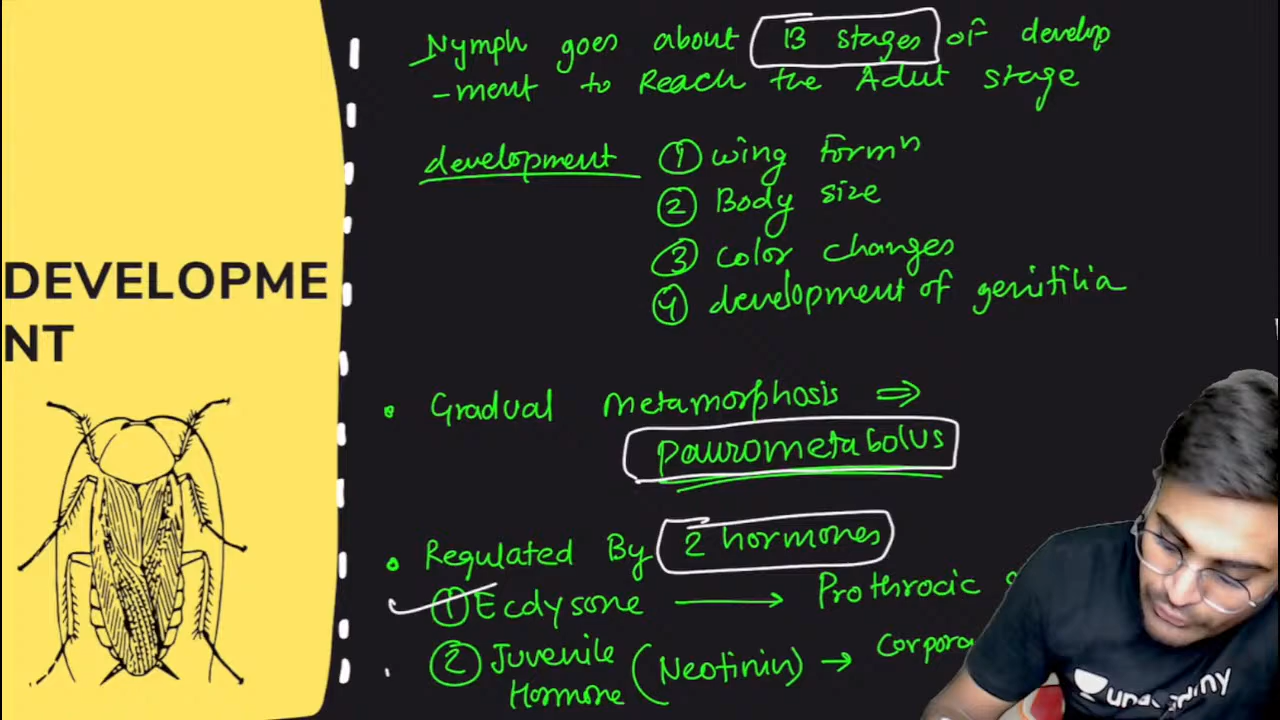 DEVELOPME
NT
Nymph goes about 13 stages of develop
-ment to Reach the Adult stage
development ① wing formn
② Body size
③ color changes
④ development of genitilia
• Gradual metamorphosis ⇒
paurometabolus
• Regulated By 2 hormones
① Ecdysone → Prothrocic
② Juvenile (Neotinin) → corpora
Hormone